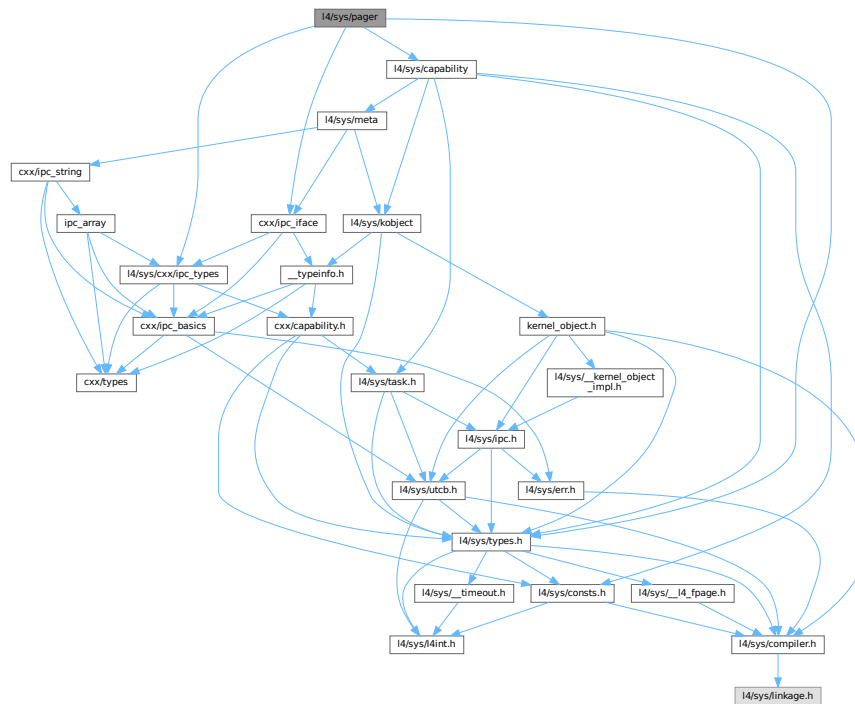 l4/sys/pager
l4/sys/capability
l4/sys/meta
cxx/ipc_string
ipc_array
cxx/ipc_iface
l4/sys/kobject
l4/sys/cxx/ipc_types
__typeinfo.h
cxx/ipc_basics
cxx/capability.h
kernel_object.h
cxx/types
l4/sys/task.h
l4/sys/__kernel_object
_impl.h
l4/sys/ipc.h
l4/sys/utcb.h
l4/sys/err.h
l4/sys/types.h
l4/sys/__timeout.h
l4/sys/consts.h
l4/sys/__l4_fpage.h
l4/sys/l4int.h
l4/sys/compiler.h
l4/sys/linkage.h